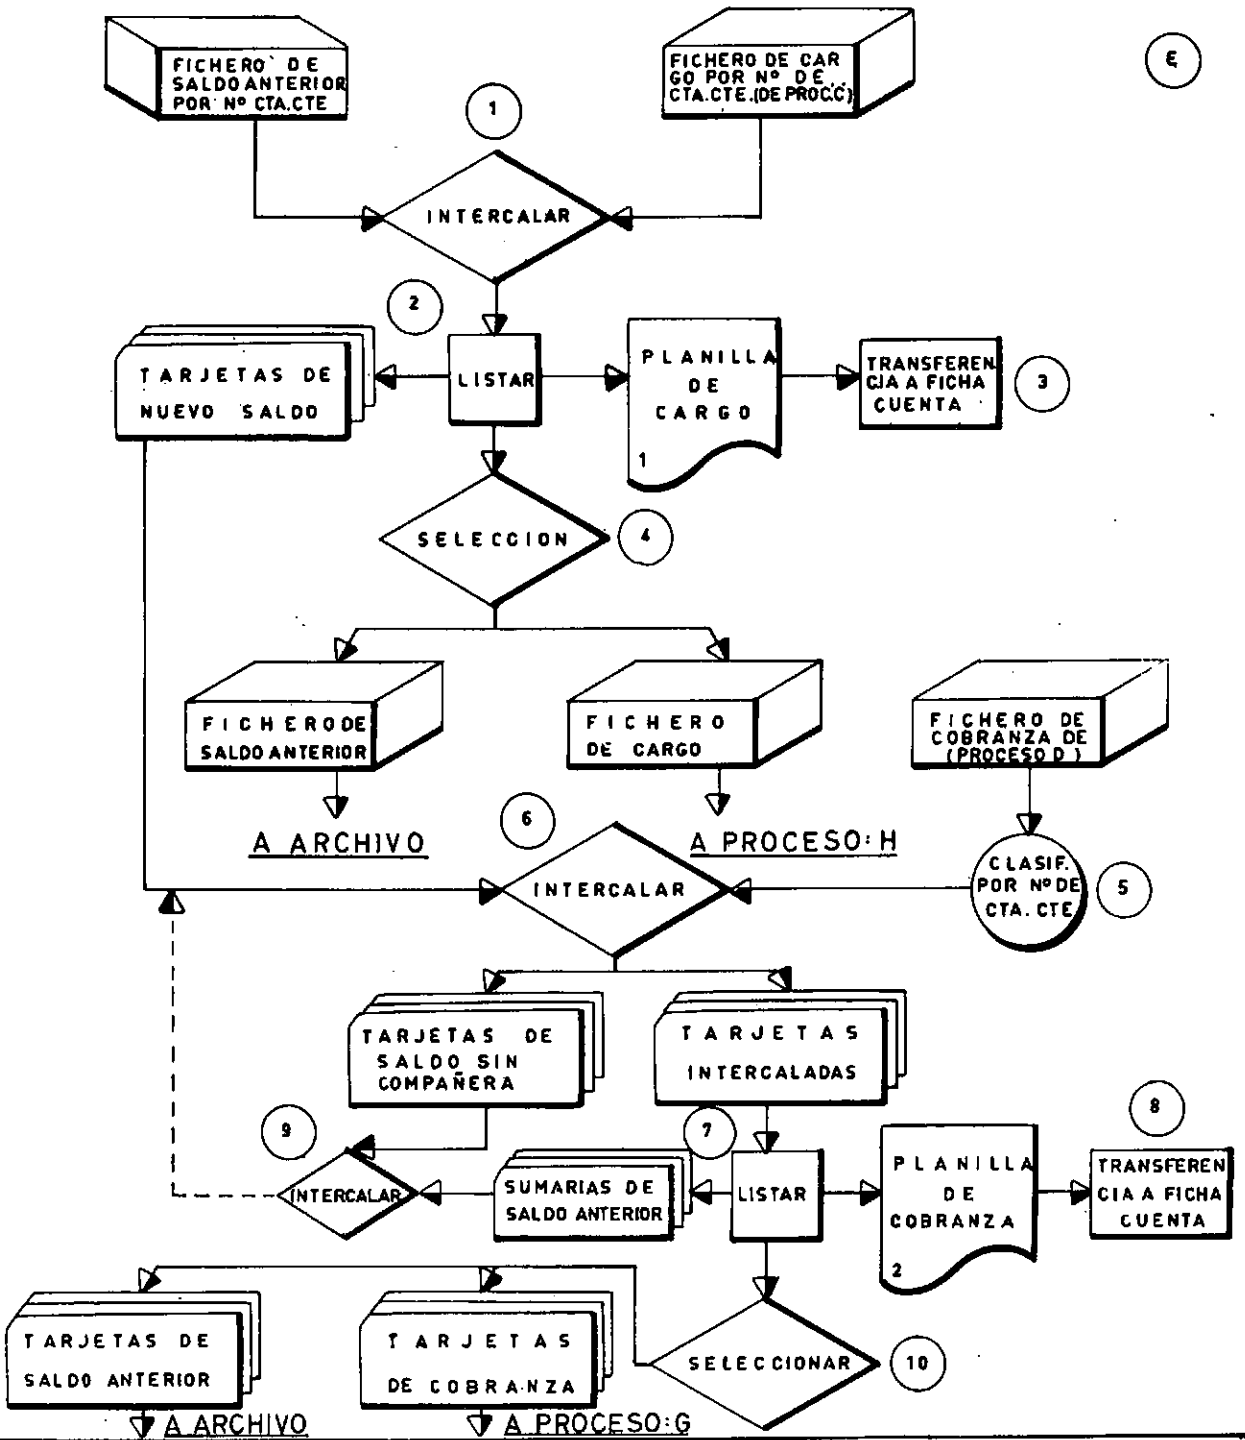 FICHERO DE
SALDO ANTERIOR
POR Nº CTA.CTE
FICHERO DE CAR
GO POR Nº DE
CTA.CTE.(DE PROC.C)
E
1
INTERCALAR
2
TARJETAS DE
NUEVO SALDO
LISTAR
PLANILLA
DE
CARGO
1
TRANSFEREN
CIA A FICHA
CUENTA
3
SELECCION
4
FICHERO DE
SALDO ANTERIOR
FICHERO
DE CARGO
FICHERO DE
COBRANZA DE
(PROCESO D)
A ARCHIVO
6
A PROCESO: H
INTERCALAR
CLASIF.
POR Nº DE
CTA. CTE
5
TARJETAS DE
SALDO SIN
COMPAÑERA
TARJETAS
INTERCALADAS
9
INTERCALAR
SUMARIAS DE
SALDO ANTERIOR
7
LISTAR
PLANILLA
DE
COBRANZA
2
8
TRANSFEREN
CIA A FICHA
CUENTA
TARJETAS DE
SALDO ANTERIOR
TARJETAS
DE COBRANZA
SELECCIONAR
10
A ARCHIVO
A PROCESO: G